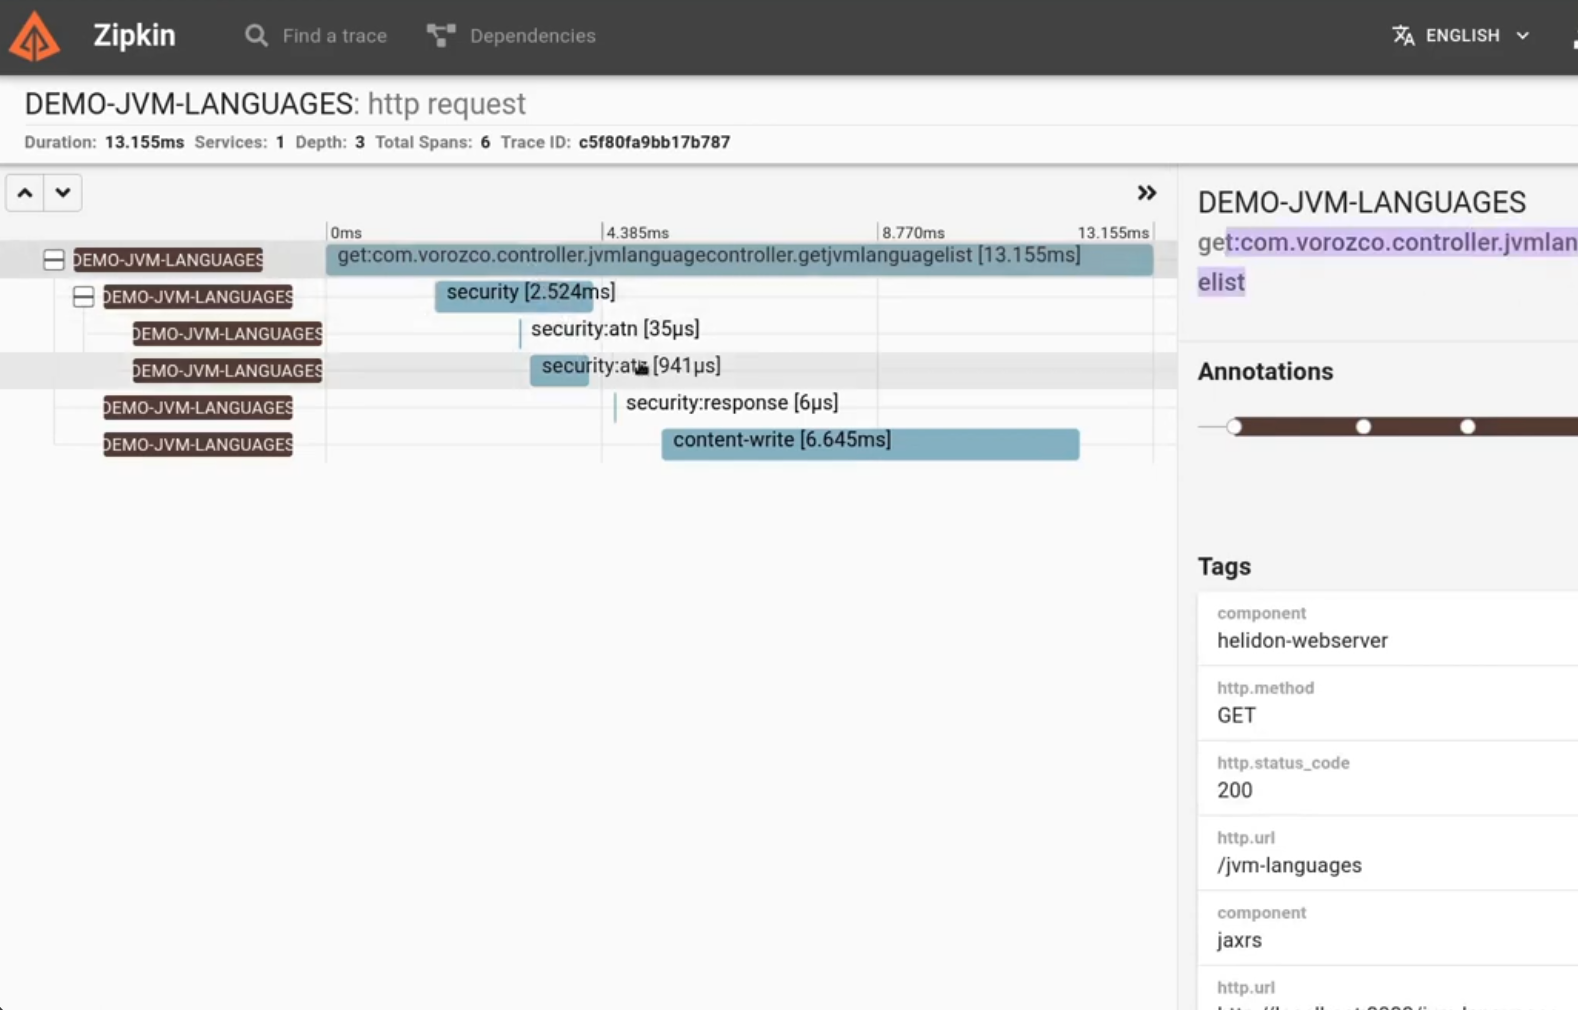 Zipkin
Find a trace
Dependencies
ENGLISH
DEMO-JVM-LANGUAGES: http request
Duration: 13.155ms Services: 1 Depth: 3 Total Spans: 6 Trace ID: c5f80fa9bb17b787
0ms 4.385ms 8.770ms 13.155ms
DEMO-JVM-LANGUAGES get:com.vorozco.controller.jvmlanguagecontroller.getjvmlanguagelist [13.155ms]
DEMO-JVM-LANGUAGES security [2.524ms]
DEMO-JVM-LANGUAGES security:atn [35μs]
DEMO-JVM-LANGUAGES [941μs]
DEMO-JVM-LANGUAGES security:response [6μs]
DEMO-JVM-LANGUAGES content-write [6.645ms]
DEMO-JVM-LANGUAGES
get:com.vorozco.controller.jvmlan
elist
Annotations
Tags
component
helidon-webserver
http.method
GET
http.status_code
200
http.url
/jvm-languages
component
jaxrs
http.url